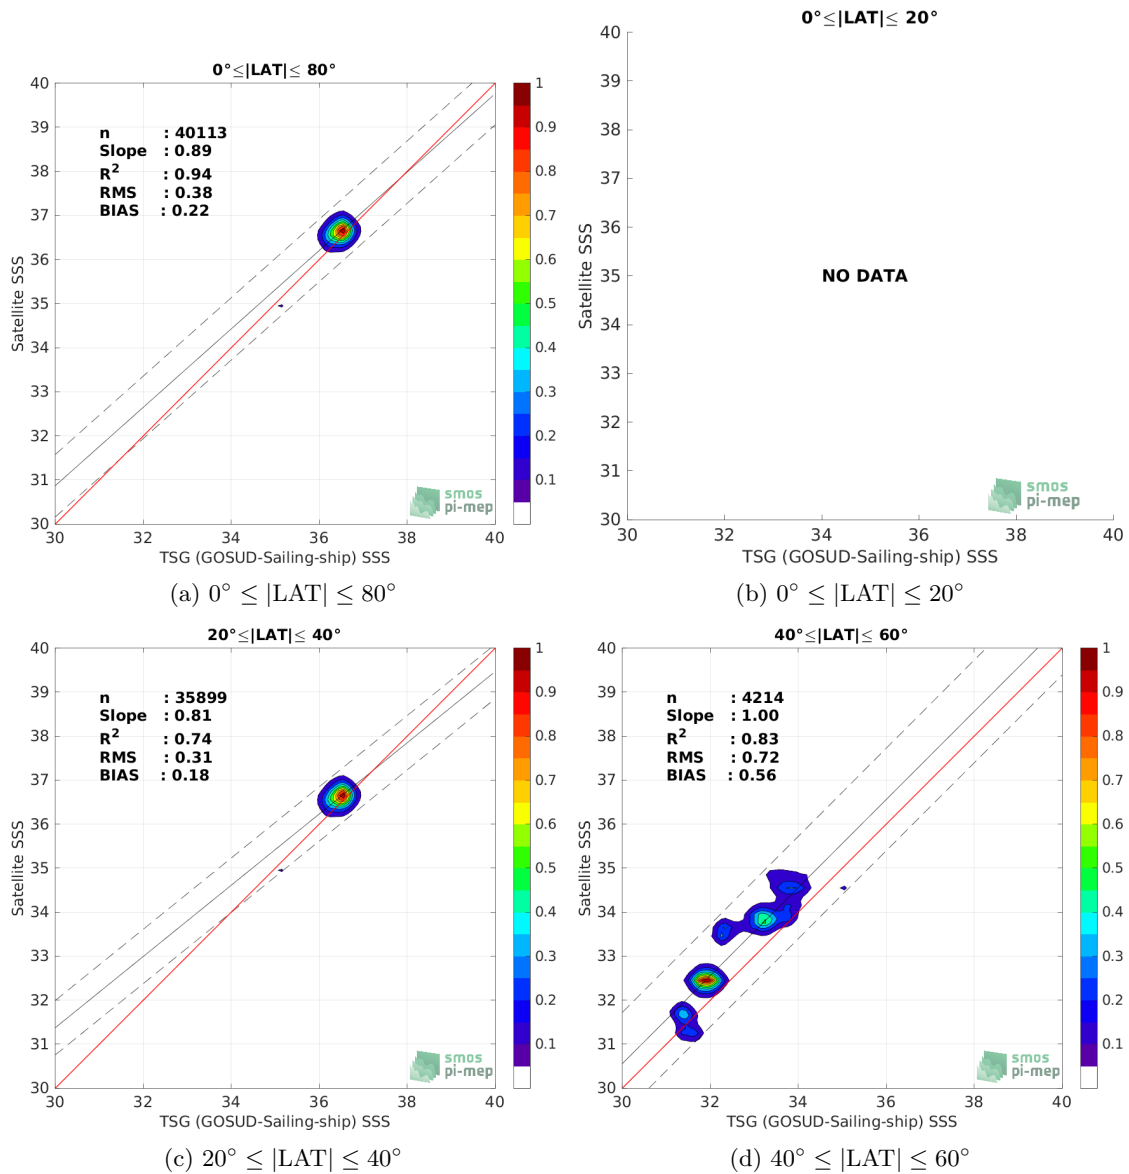 0°≤|LAT|≤ 80°
40
39
38
37
36
35
34
33
32
31
30
n : 40113
Slope : 0.89
R² : 0.94
RMS : 0.38
BIAS : 0.22
Satellite SSS
30 32 34 36 38 40
TSG (GOSUD-Sailing-ship) SSS
smos
pi-mep
1
0.9
0.8
0.7
0.6
0.5
0.4
0.3
0.2
0.1
(a) 0° ≤ |LAT| ≤ 80°
0°≤|LAT|≤ 20°
40
39
38
37
36
35
34
33
32
31
30
Satellite SSS
NO DATA
smos
pi-mep
30 32 34 36 38 40
TSG (GOSUD-Sailing-ship) SSS
(b) 0° ≤ |LAT| ≤ 20°
20°≤|LAT|≤ 40°
40
39
38
37
36
35
34
33
32
31
30
n : 35899
Slope : 0.81
R² : 0.74
RMS : 0.31
BIAS : 0.18
Satellite SSS
smos
pi-mep
30 32 34 36 38 40
TSG (GOSUD-Sailing-ship) SSS
1
0.9
0.8
0.7
0.6
0.5
0.4
0.3
0.2
0.1
(c) 20° ≤ |LAT| ≤ 40°
40°≤|LAT|≤ 60°
40
39
38
37
36
35
34
33
32
31
30
n : 4214
Slope : 1.00
R² : 0.83
RMS : 0.72
BIAS : 0.56
Satellite SSS
smos
pi-mep
30 32 34 36 38 40
TSG (GOSUD-Sailing-ship) SSS
1
0.9
0.8
0.7
0.6
0.5
0.4
0.3
0.2
0.1
(d) 40° ≤ |LAT| ≤ 60°